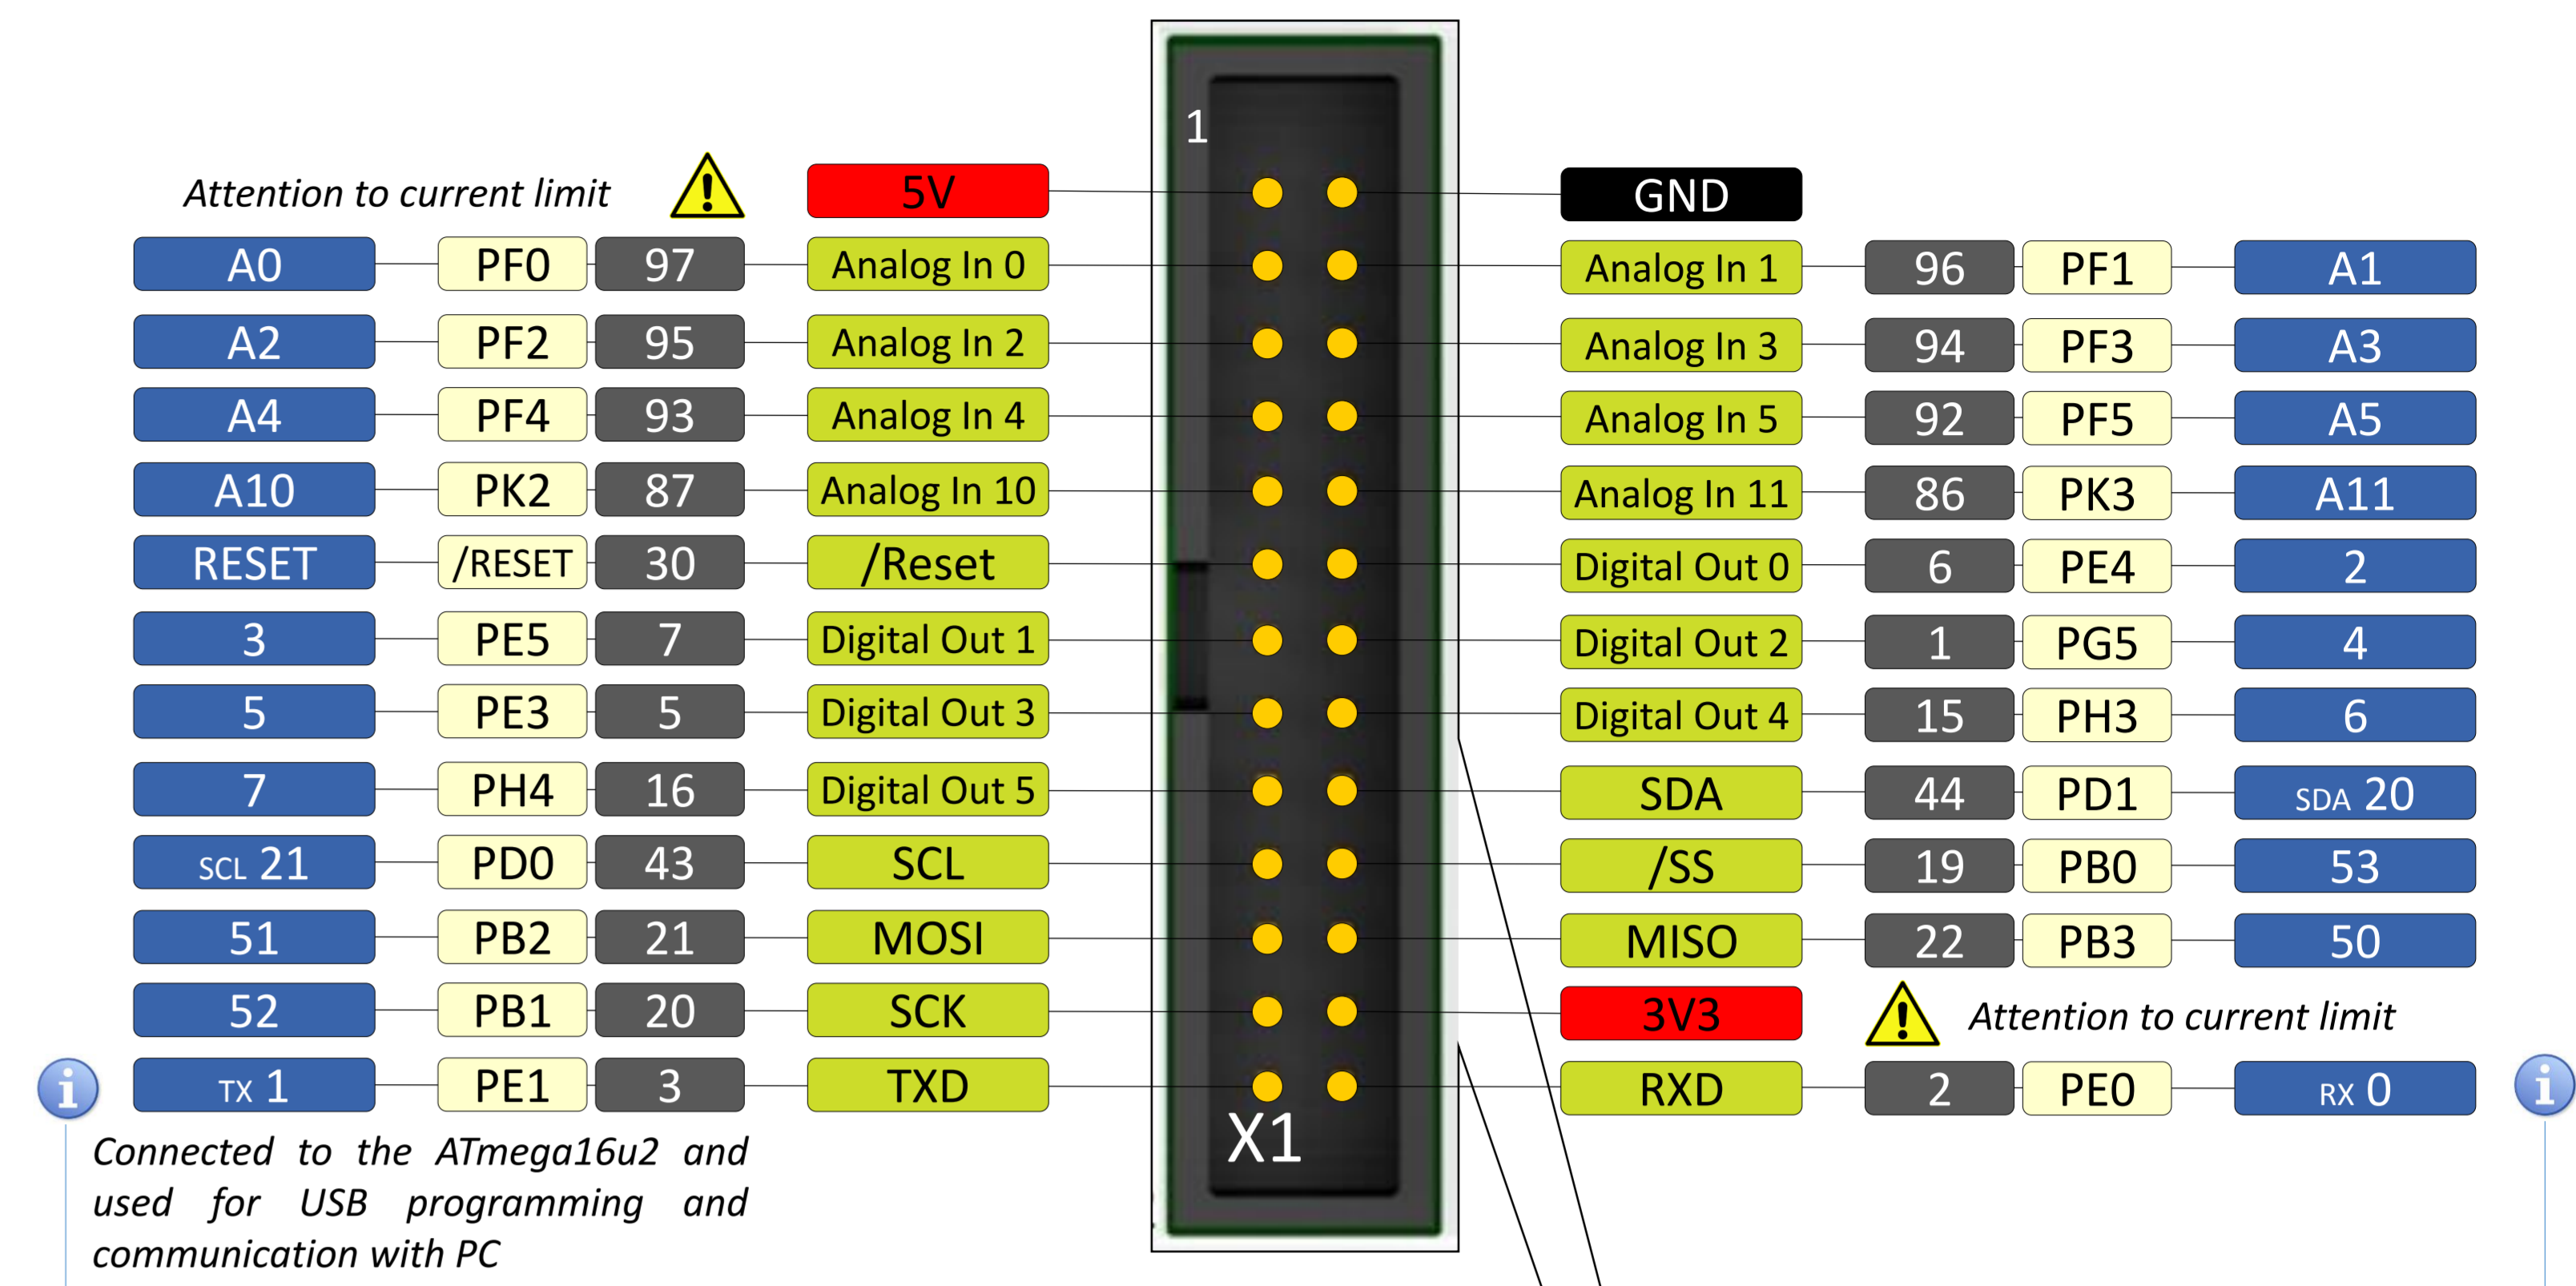 1
Attention to current limit 5V GND
A0 PF0 97 Analog In 0 Analog In 1 96 PF1 A1
A2 PF2 95 Analog In 2 Analog In 3 94 PF3 A3
A4 PF4 93 Analog In 4 Analog In 5 92 PF5 A5
A10 PK2 87 Analog In 10 Analog In 11 86 PK3 A11
RESET /RESET 30 /Reset Digital Out 0 6 PE4 2
3 PE5 7 Digital Out 1 Digital Out 2 1 PG5 4
5 PE3 5 Digital Out 3 Digital Out 4 15 PH3 6
7 PH4 16 Digital Out 5 SDA 44 PD1 SDA 20
SCL 21 PD0 43 SCL /SS 19 PB0 53
51 PB2 21 MOSI MISO 22 PB3 50
52 PB1 20 SCK 3V3 Attention to current limit
i TX 1 PE1 3 TXD RXD 2 PE0 RX 0 i
X1
Connected to the ATmega16u2 and
used for USB programming and
communication with PC